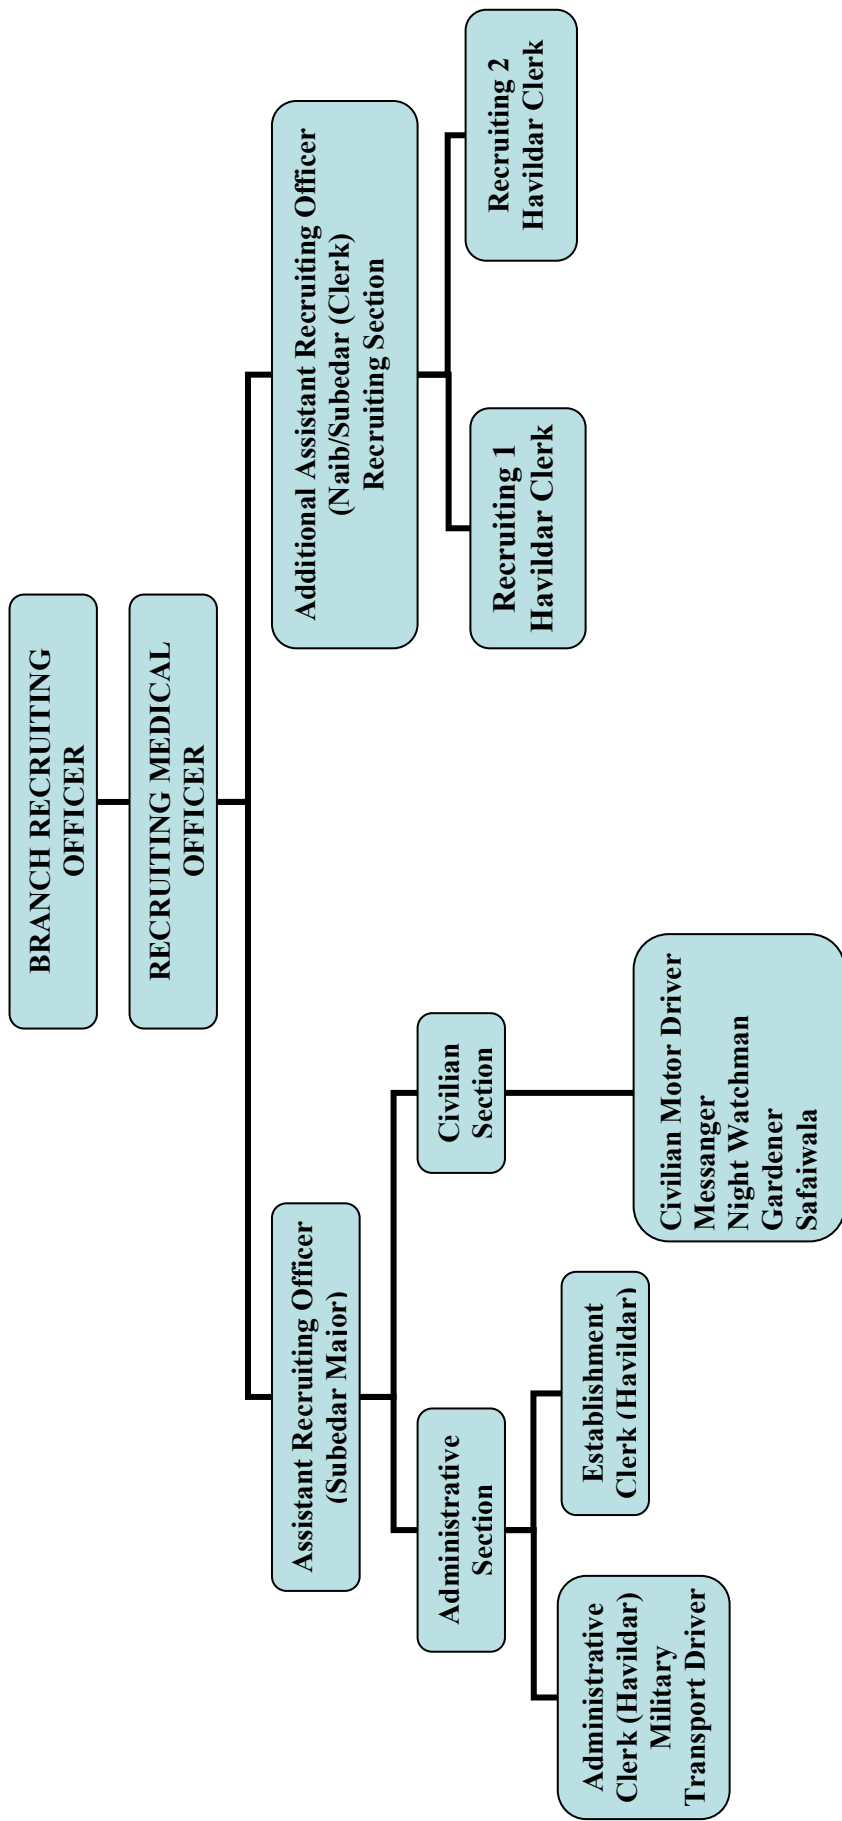 BRANCH RECRUITING
OFFICER
RECRUITING MEDICAL
OFFICER
Assistant Recruiting Officer
(Subedar Major)
Additional Assistant Recruiting Officer
(Naib/Subedar (Clerk)
Recruiting Section
Administrative
Section
Civilian
Section
Recruiting 1
Havildar Clerk
Recruiting 2
Havildar Clerk
Administrative
Clerk (Havildar)
Military
Transport Driver
Establishment
Clerk (Havildar)
Civilian Motor Driver
Messanger
Night Watchman
Gardener
Safaiwala